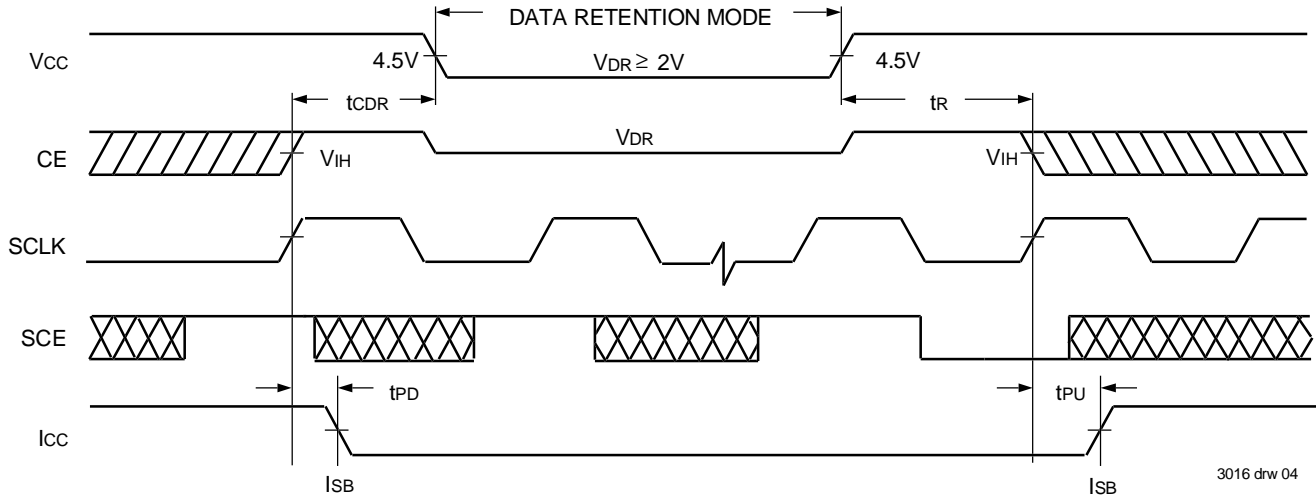 DATA RETENTION MODE
VCC
4.5V
VDR ≥ 2V
4.5V
tCDR
tR
CE
VIH
VDR
VIH
SCLK
SCE
tPD
tPU
ICC
ISB
ISB
3016 drw 04